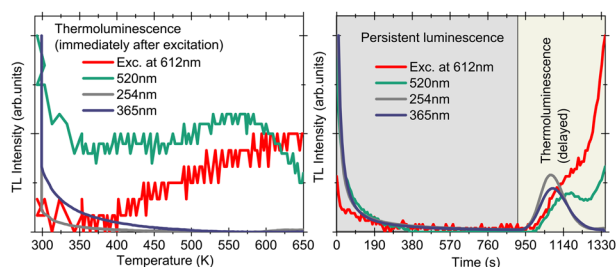 Thermoluminescence
(immediately after excitation)
Exc. at 612nm
520nm
254nm
365nm
TL Intensity (arb.units)
300 350 400 450 500 550 600 650
Temperature (K)
Persistent luminescence
Exc. at 612nm
520nm
254nm
365nm
Thermoluminescence
(delayed)
TL Intensity (arb.units)
0 190 380 570 760 950 1140 1330
Time (s)